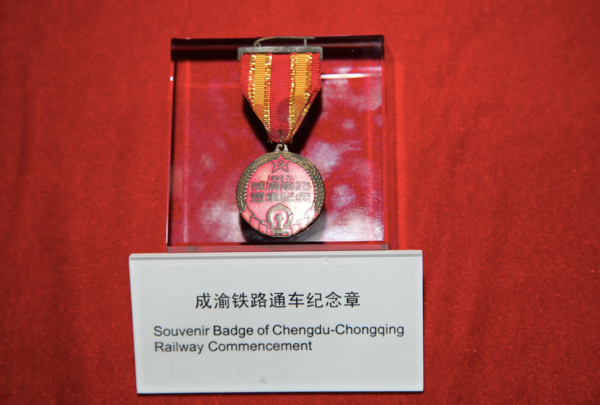 成渝铁路通车纪念章
Souvenir Badge of Chengdu-Chongqing
Railway Commencement